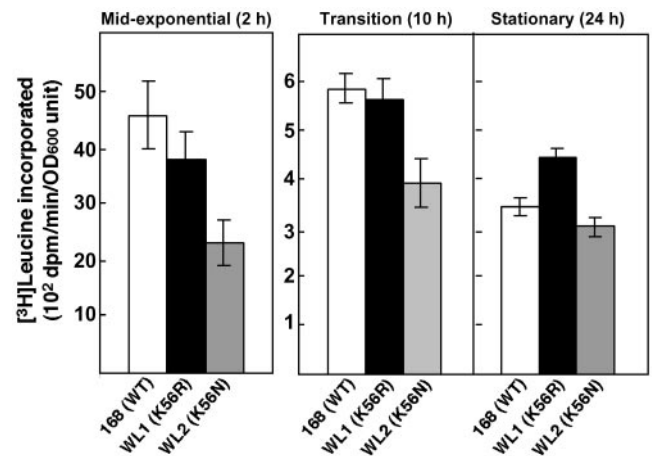 Mid-exponential (2 h)
Transition (10 h)
Stationary (24 h)
[³H]Leucine incorporated
(10² dpm/min/OD₆₀₀ unit)
50
40
30
20
10
6
5
4
3
2
1
168 (WT)
WL1 (K56R)
WL2 (K56N)
168 (WT)
WL1 (K56R)
WL2 (K56N)
168 (WT)
WL1 (K56R)
WL2 (K56N)